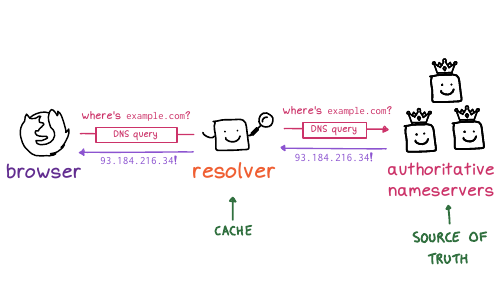 where's example.com?
DNS query
93.184.216.34!
browser
where's example.com?
DNS query
93.184.216.34!
resolver
authoritative
nameservers
CACHE
SOURCE OF
TRUTH